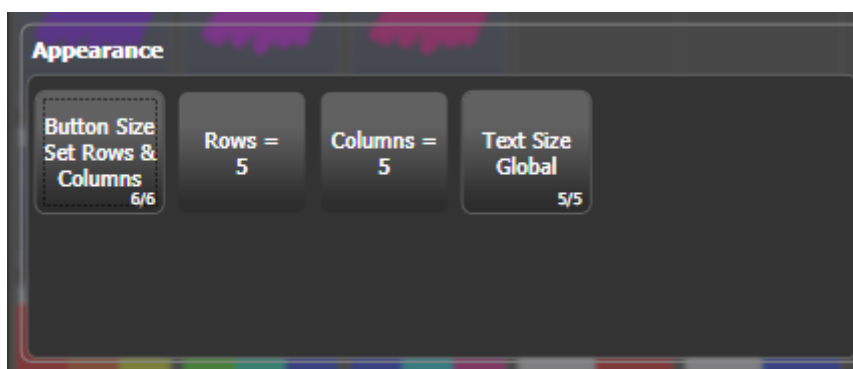 Appearance
Button Size
Set Rows &
Columns
6/6
Rows =
5
Columns =
5
Text Size
Global
5/5